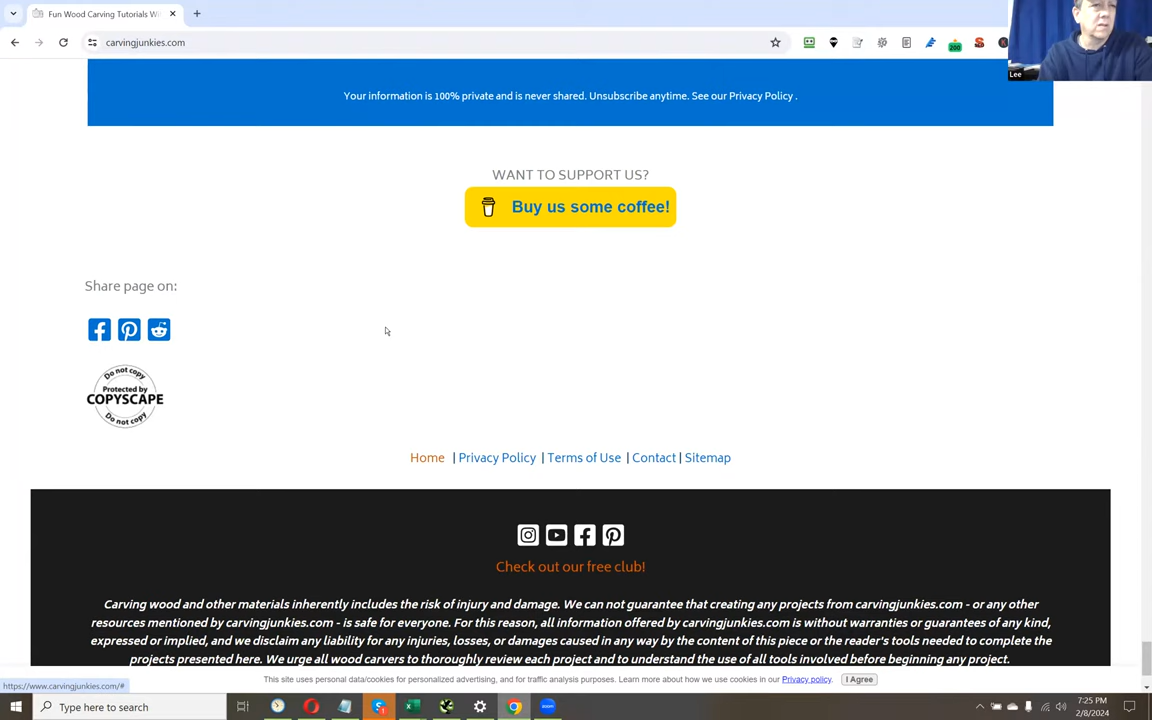 Fun Wood Carving Tutorials Wi
carvingjunkies.com
200
Lee
Your information is 100% private and is never shared. Unsubscribe anytime. See our Privacy Policy .
WANT TO SUPPORT US?
Buy us some coffee!
Share page on:
Do not copy
Protected by
COPYSCAPE
Do not copy
Home | Privacy Policy | Terms of Use | Contact | Sitemap
Check out our free club!
Carving wood and other materials inherently includes the risk of injury and damage. We can not guarantee that creating any projects from carvingjunkies.com - or any other
resources mentioned by carvingjunkies.com - is safe for everyone. For this reason, all information offered by carvingjunkies.com is without warranties or guarantees of any kind,
expressed or implied, and we disclaim any liability for any injuries, losses, or damages caused in any way by the content of this piece or the reader's tools needed to complete the
projects presented here. We urge all wood carvers to thoroughly review each project and to understand the use of all tools involved before beginning any project.
This site uses personal data/cookies for personalized advertising, and for traffic analysis purposes. Learn more about how we use cookies in our Privacy policy. I Agree
https://www.carvingjunkies.com/#
Type here to search
7:25 PM
2/8/2024